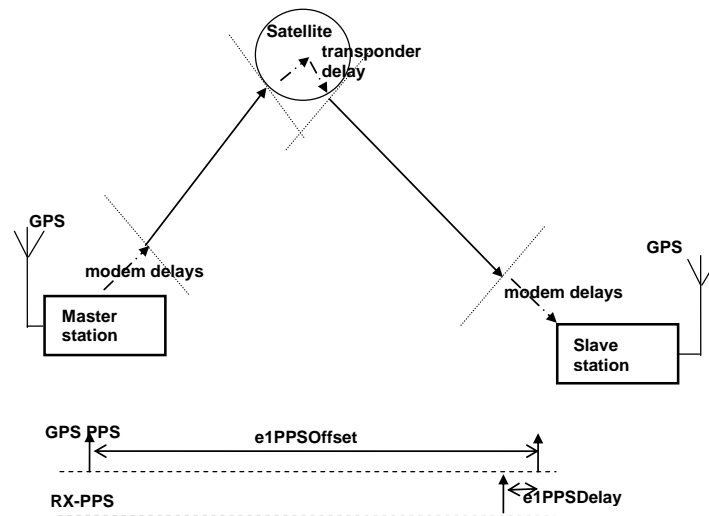 Satellite
transponder
delay
GPS
GPS
modem delays
modem delays
Master
station
Slave
station
GPS PPS
e1PPSOffset
e1PPSDelay
RX-PPS